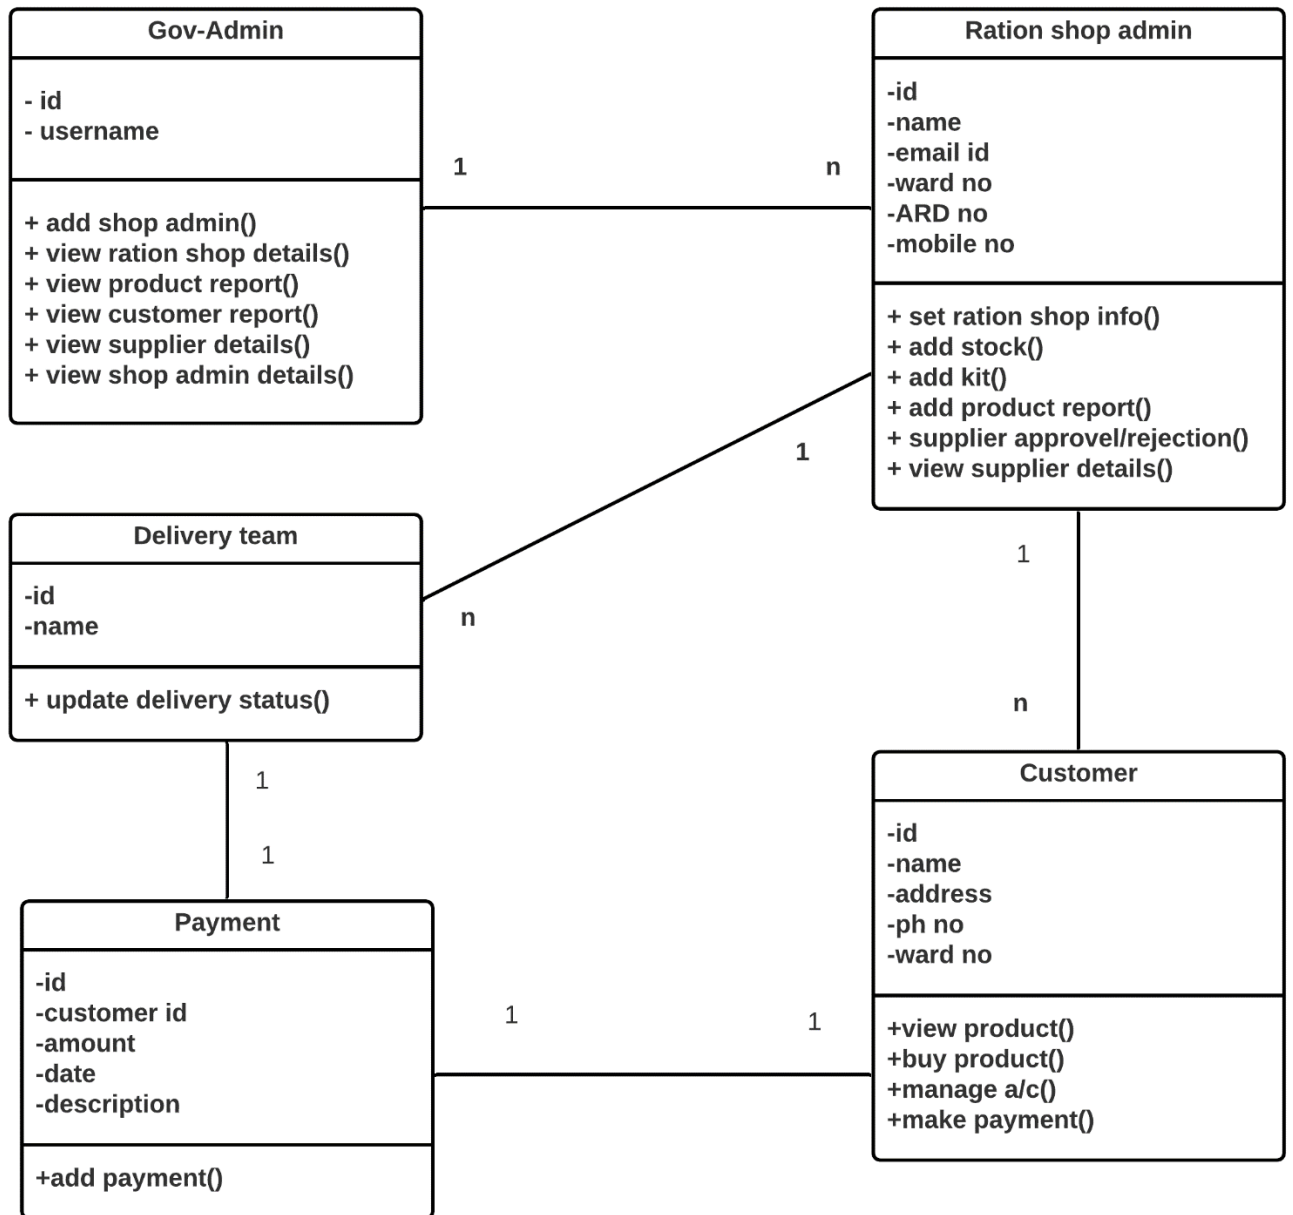 Gov-Admin
- id
- username
+ add shop admin()
+ view ration shop details()
+ view product report()
+ view customer report()
+ view supplier details()
+ view shop admin details()
1
n
Ration shop admin
-id
-name
-email id
-ward no
-ARD no
-mobile no
+ set ration shop info()
+ add stock()
+ add kit()
+ add product report()
+ supplier approvel/rejection()
+ view supplier details()
1
n
Delivery team
-id
-name
+ update delivery status()
1
n
1
1
Customer
-id
-name
-address
-ph no
-ward no
+view product()
+buy product()
+manage a/c()
+make payment()
Payment
-id
-customer id
-amount
-date
-description
+add payment()
1
1